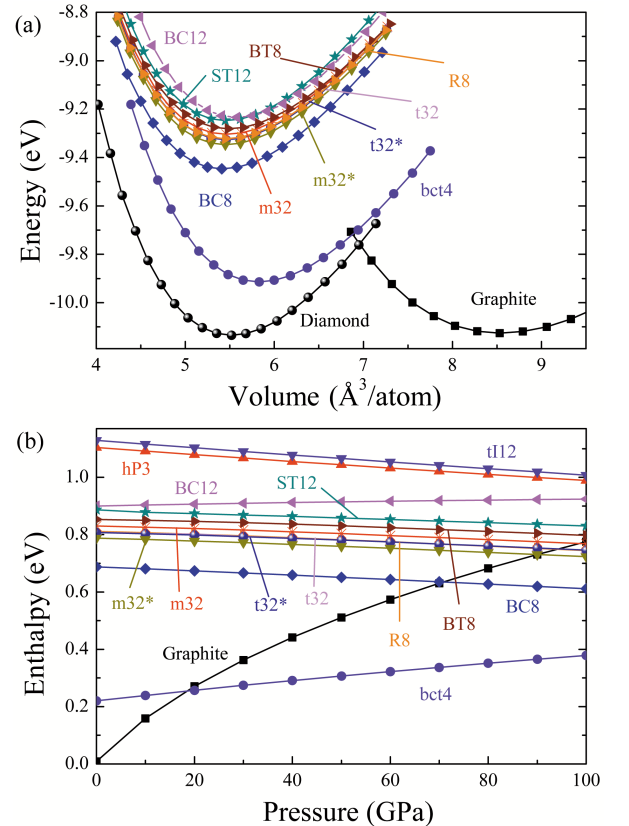 (a)
-8.8
-9.0
-9.2
-9.4
-9.6
-9.8
-10.0
Energy (eV)
BC12
ST12
BT8
R8
t32
t32*
m32*
m32
BC8
bct4
Graphite
Diamond
4 5 6 7 8 9
Volume (Å³/atom)
(b)
1.0
0.8
0.6
0.4
0.2
0.0
Enthalpy (eV)
tI12
hP3
BC12
ST12
m32*
m32
t32*
t32
R8
BT8
BC8
Graphite
bct4
0 20 40 60 80 100
Pressure (GPa)